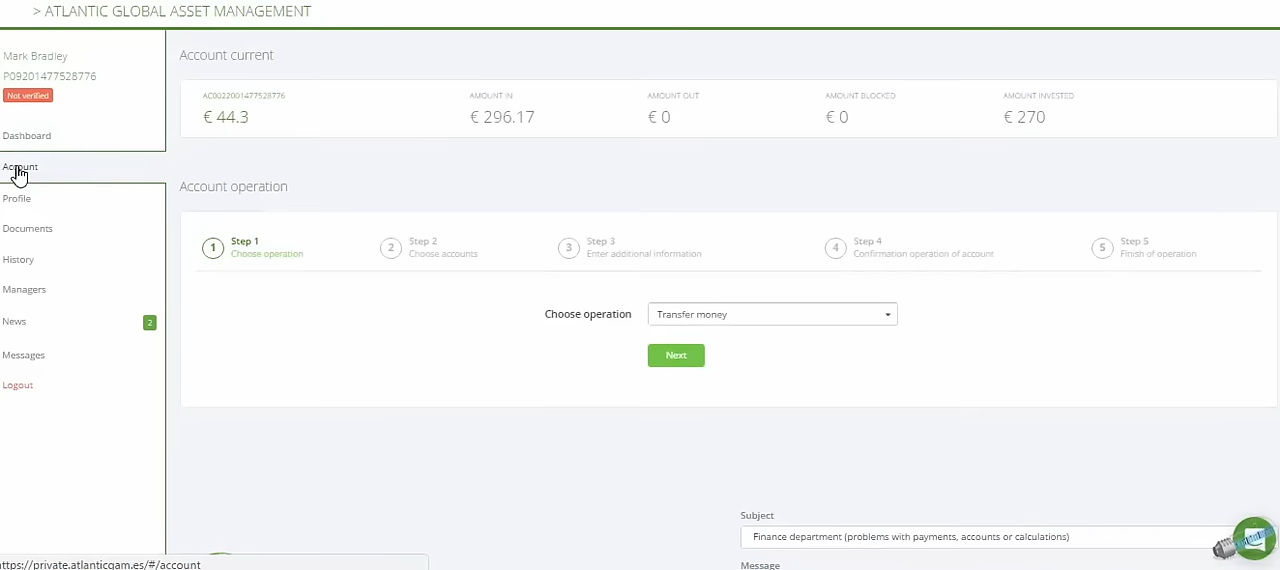 > ATLANTIC GLOBAL ASSET MANAGEMENT
Mark Bradley
P09201477528776
Not verified
Dashboard
Account
Profile
Documents
History
Managers
News 2
Messages
Logout
Account current
AC0022001477528776 AMOUNT IN AMOUNT OUT AMOUNT BLOCKED AMOUNT INVESTED
€ 44.3 € 296.17 € 0 € 0 € 270
Account operation
1 Step 1 2 Step 2 3 Step 3 4 Step 4 5 Step 5
Choose operation Choose accounts Enter additional information Confirmation operation of account Finish of operation
Choose operation Transfer money
Next
Subject
Finance department (problems with payments, accounts or calculations)
Message
https://private.atlanticgam.es/#/account